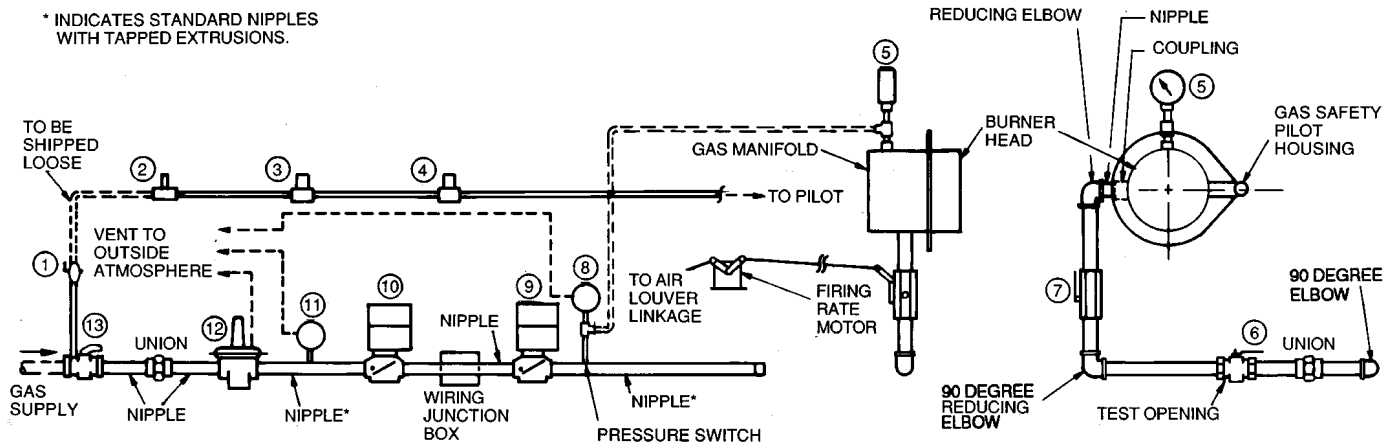 * INDICATES STANDARD NIPPLES
WITH TAPPED EXTRUSIONS.
REDUCING ELBOW
NIPPLE
COUPLING
5
5
TO BE
SHIPPED
LOOSE
2
3
4
GAS MANIFOLD
BURNER
HEAD
GAS SAFETY
PILOT
HOUSING
TO PILOT
1
VENT TO
OUTSIDE
ATMOSPHERE
13
12
11
10
9
8
TO AIR
LOUVER
LINKAGE
FIRING
RATE
MOTOR
7
90 DEGREE
ELBOW
6
UNION
UNION
NIPPLE
GAS
SUPPLY
NIPPLE
NIPPLE*
WIRING
JUNCTION
BOX
NIPPLE*
PRESSURE SWITCH
90 DEGREE
REDUCING
ELBOW
TEST OPENING